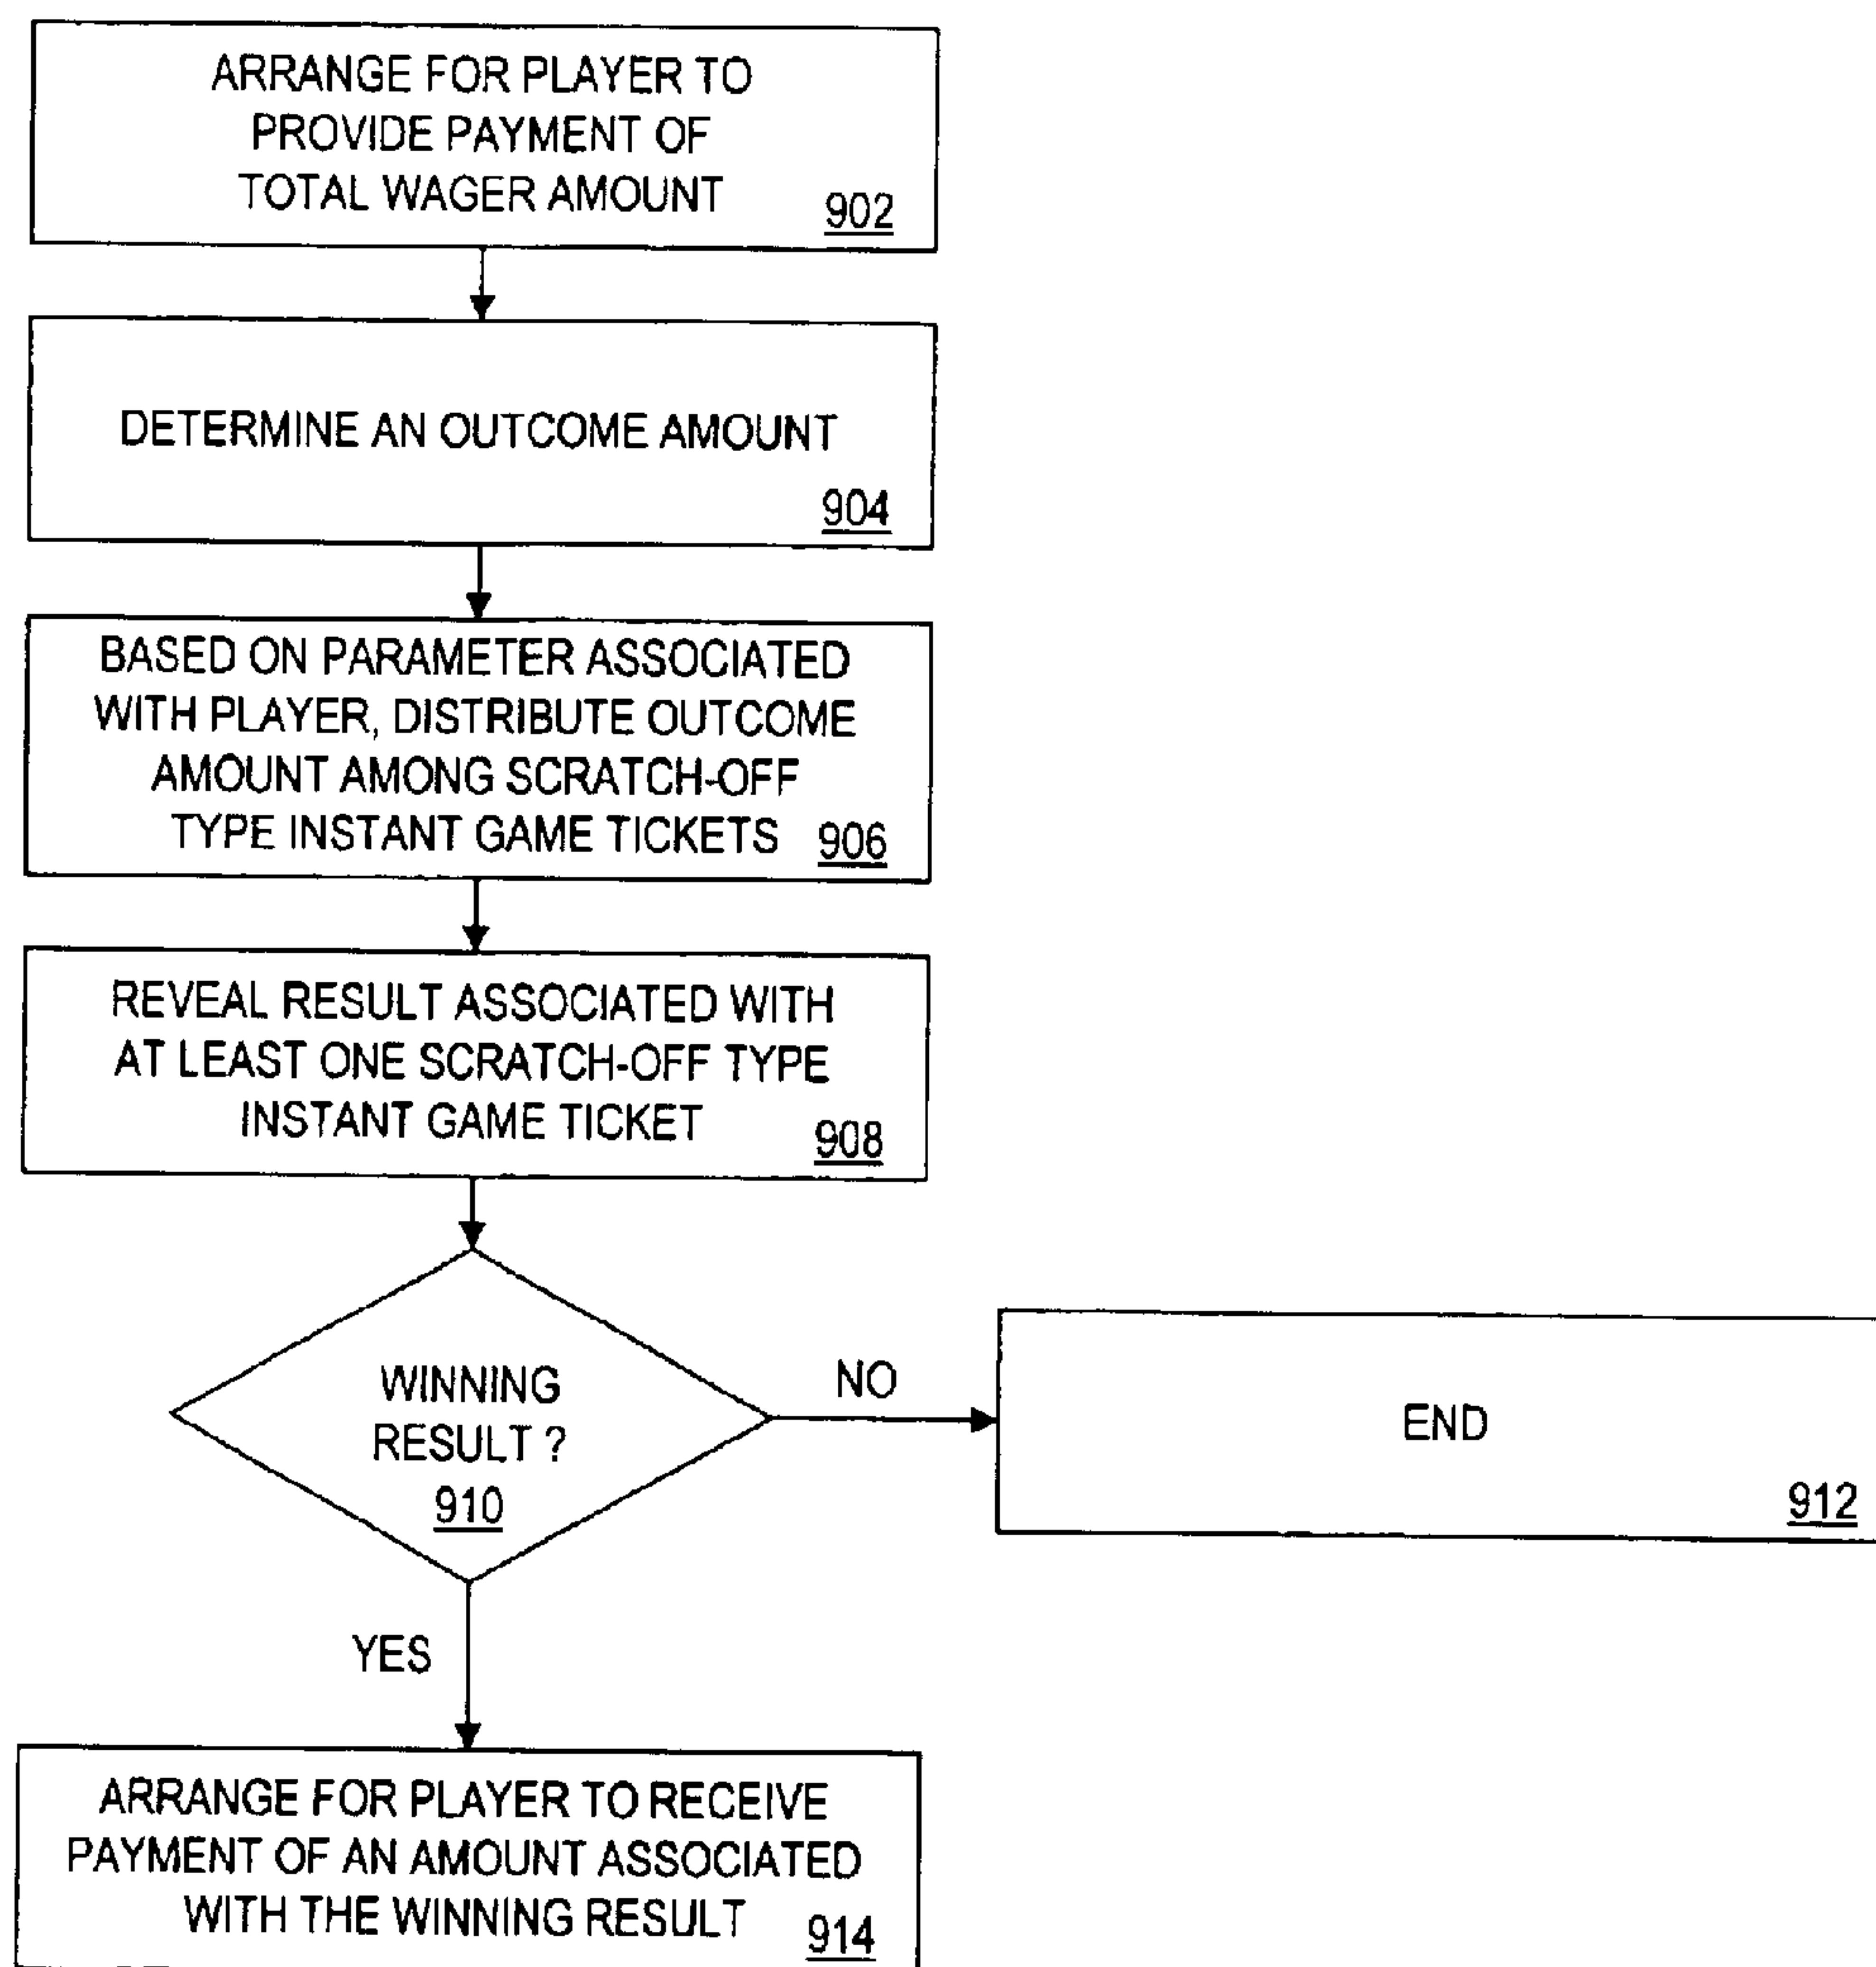 ARRANGE FOR PLAYER TO
PROVIDE PAYMENT OF
TOTAL WAGER AMOUNT
902
DETERMINE AN OUTCOME AMOUNT
904
BASED ON PARAMETER ASSOCIATED
WITH PLAYER, DISTRIBUTE OUTCOME
AMOUNT AMONG SCRATCH-OFF
TYPE INSTANT GAME TICKETS 906
REVEAL RESULT ASSOCIATED WITH
AT LEAST ONE SCRATCH-OFF TYPE
INSTANT GAME TICKET
908
WINNING
RESULT ?
910
NO
END
912
YES
ARRANGE FOR PLAYER TO RECEIVE
PAYMENT OF AN AMOUNT ASSOCIATED
WITH THE WINNING RESULT
914